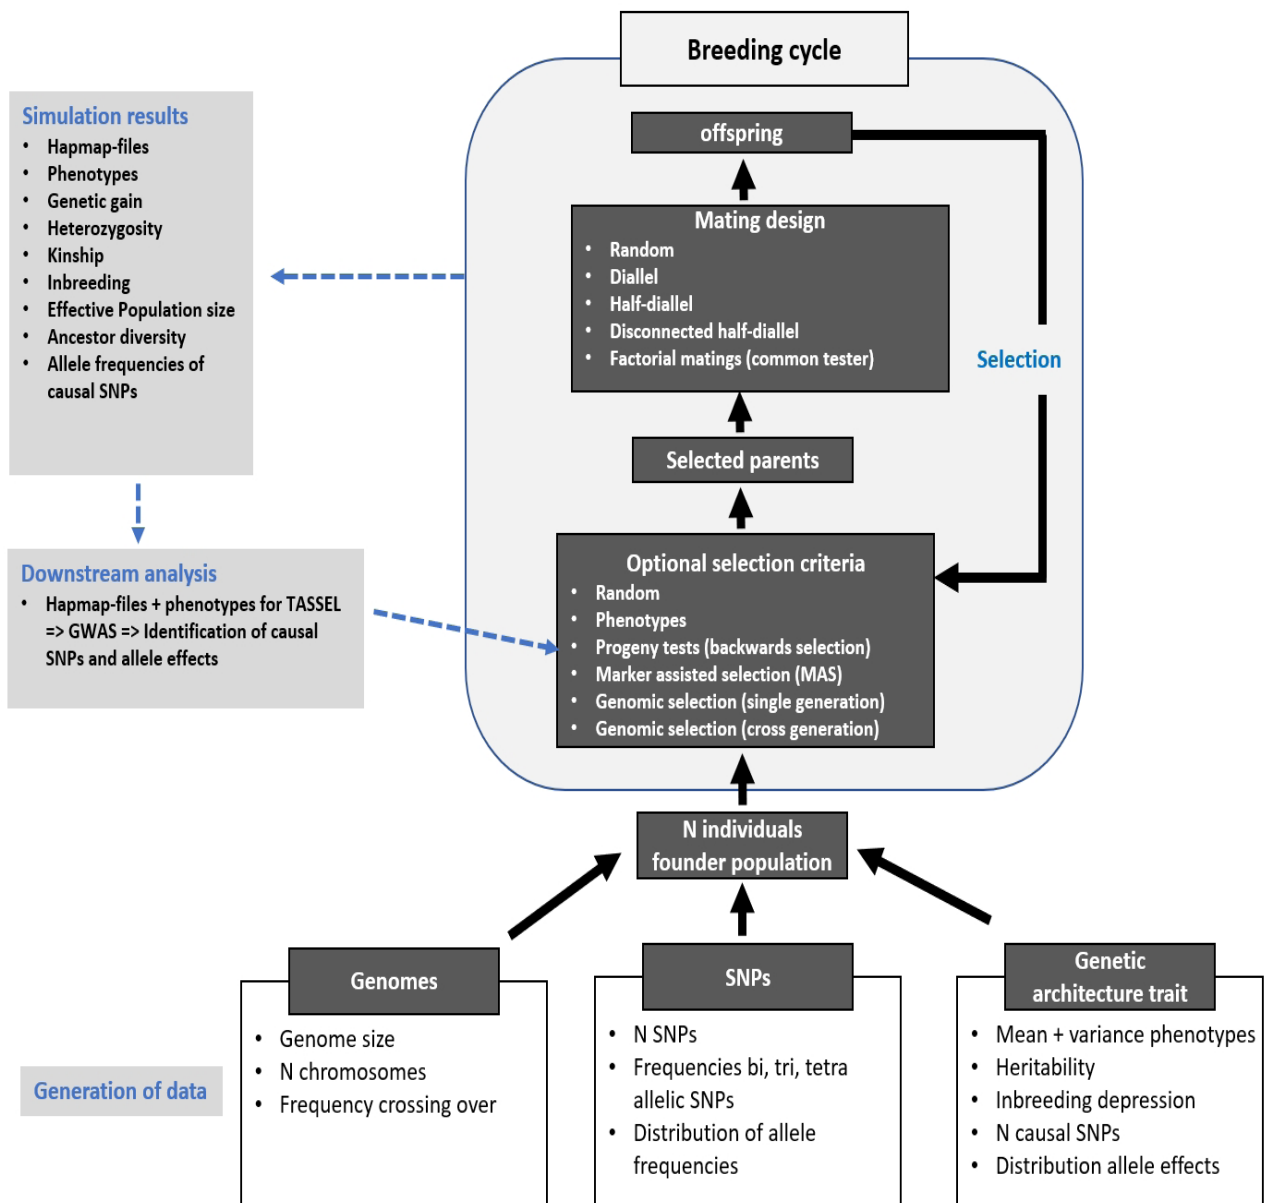 Breeding cycle
Simulation results
• Hapmap-files
• Phenotypes
• Genetic gain
• Heterozygosity
• Kinship
• Inbreeding
• Effective Population size
• Ancestor diversity
• Allele frequencies of
causal SNPs
offspring
Mating design
• Random
• Diallel
• Half-diallel
• Disconnected half-diallel
• Factorial matings (common tester)
Selection
Selected parents
Downstream analysis
• Hapmap-files + phenotypes for TASSEL
=> GWAS => Identification of causal
SNPs and allele effects
Optional selection criteria
• Random
• Phenotypes
• Progeny tests (backwards selection)
• Marker assisted selection (MAS)
• Genomic selection (single generation)
• Genomic selection (cross generation)
N individuals
founder population
Genomes
• Genome size
• N chromosomes
• Frequency crossing over
SNPs
• N SNPs
• Frequencies bi, tri, tetra
allelic SNPs
• Distribution of allele
frequencies
Genetic
architecture trait
• Mean + variance phenotypes
• Heritability
• Inbreeding depression
• N causal SNPs
• Distribution allele effects
Generation of data